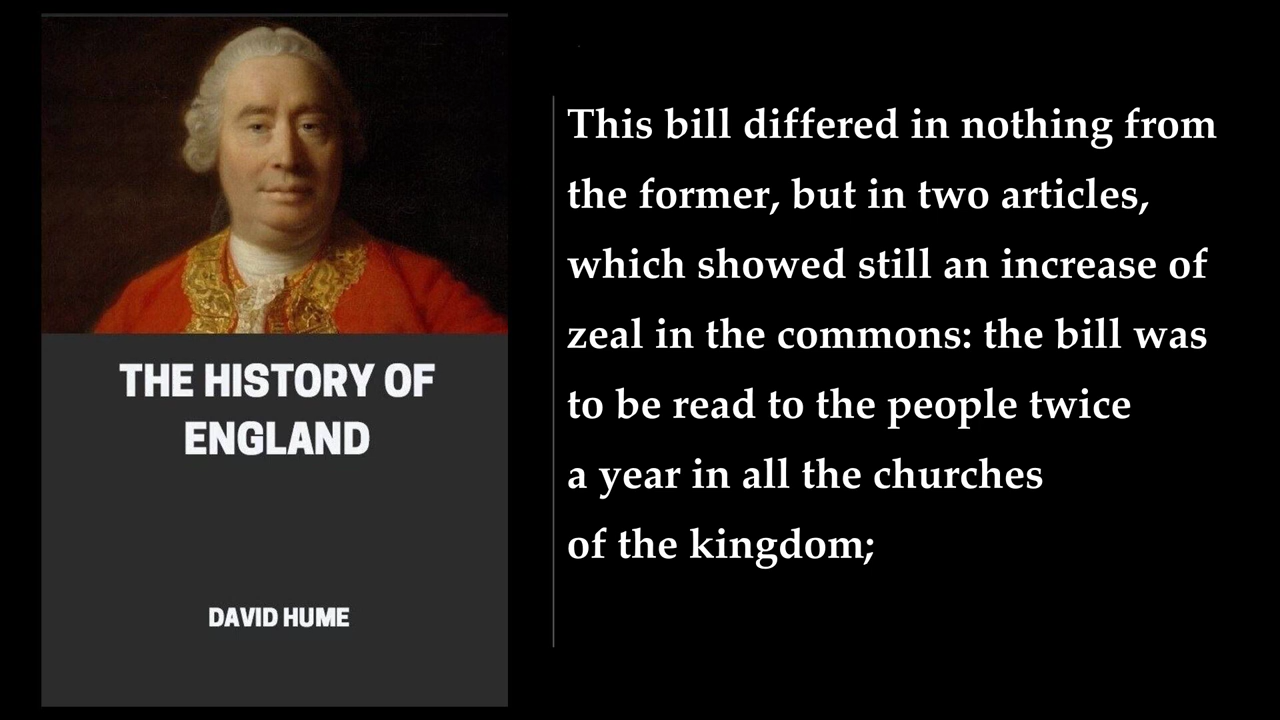 THE HISTORY OF
ENGLAND
DAVID HUME
This bill differed in nothing from
the former, but in two articles,
which showed still an increase of
zeal in the commons: the bill was
to be read to the people twice
a year in all the churches
of the kingdom;